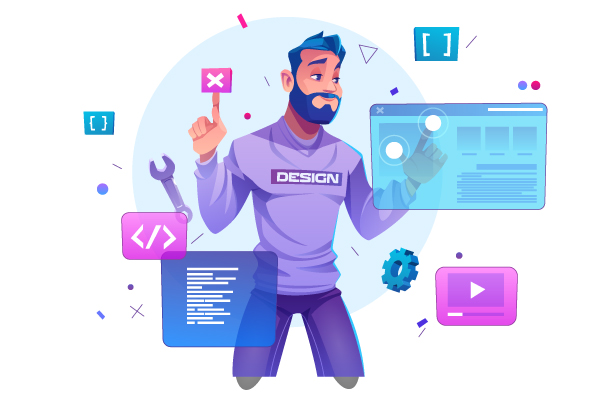 [ ]
{ }
DESIGN
</>